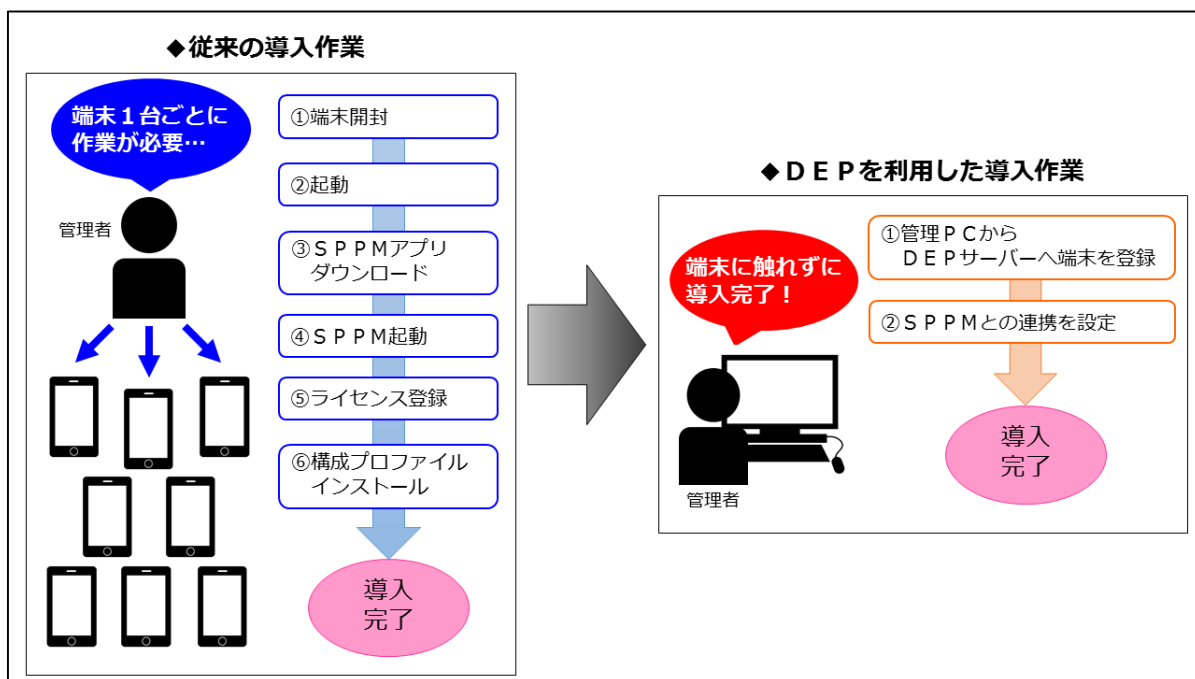 ◆従来の導入作業
端末１台ごとに
作業が必要…
管理者
①端末開封
②起動
③ＳＰＰＭアプリ
ダウンロード
④ＳＰＰＭ起動
⑤ライセンス登録
⑥構成プロファイル
インストール
導入
完了
◆ＤＥＰを利用した導入作業
端末に触れずに
導入完了！
管理者
①管理ＰＣから
ＤＥＰサーバーへ端末を登録
②ＳＰＰＭとの連携を設定
導入
完了